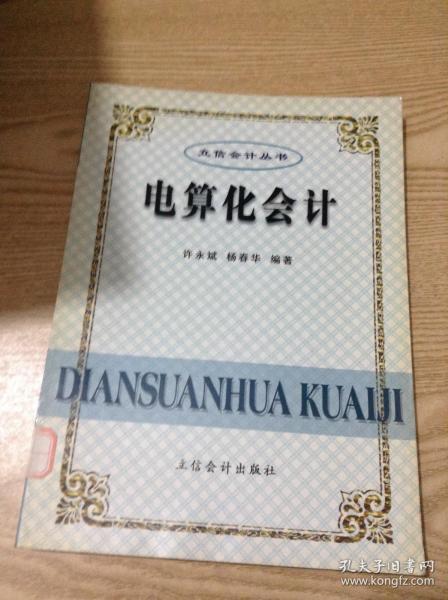 立信会计丛书
电算化会计
许永斌 杨春华 编著
DIANSUANHUA KUAIJI
立信会计出版社
孔夫子旧书网
www.kongfz.com